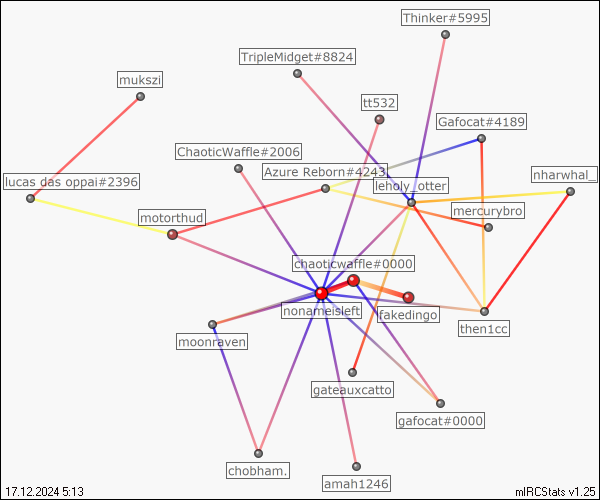 Thinker#5995
TripleMidget#8824
mukszi
tt532
Gafocat#4189
ChaoticWaffle#2006
Azure Reborn#4243
nharwhal_
lucas das oppai#2396
leholy_otter
mercurybro
motorthud
chaoticwaffle#0000
nonameisleft
fakedingo
then1cc
moonraven
gateauxcatto
gafocat#0000
chobham.
amah1246
17.12.2024 5:13
mIRCStats v1.25